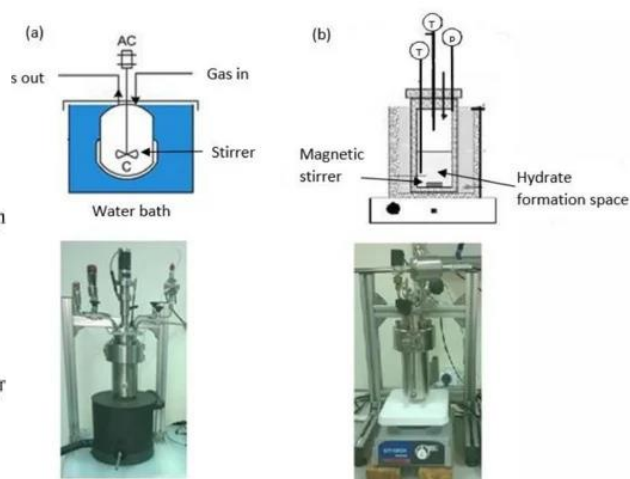 (a)
AC
s out
Gas in
Stirrer
C
Water bath
(b)
T
T
P
Magnetic
stirrer
Hydrate
formation space
n
r